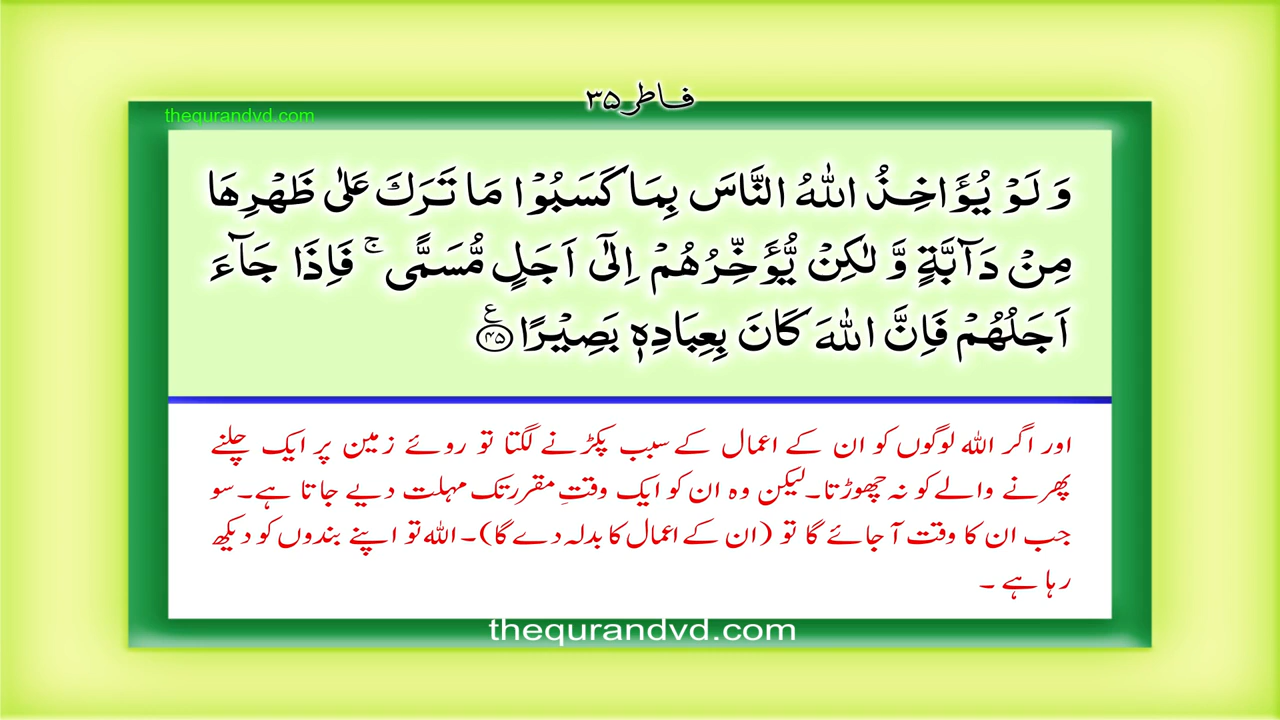 فاطر ۳۵
thequrandvd.com
وَ لَوۡ یُؤَاخِذُ اللّٰہُ النَّاسَ بِمَا کَسَبُوۡا مَا تَرَکَ عَلٰی ظَہۡرِہَا
مِنۡ دَآبَّۃٍ وَّ لٰکِنۡ یُّؤَخِّرُہُمۡ اِلٰۤی اَجَلٍ مُّسَمًّی ۚ فَاِذَا جَآءَ
اَجَلُہُمۡ فَاِنَّ اللّٰہَ کَانَ بِعِبَادِہٖ بَصِیۡرًا ﴿۴۵﴾ ع
اور اگر اللہ لوگوں کو ان کے اعمال کے سبب پکڑنے لگتا تو روئے زمین پر ایک چلنے
پھرنے والے کو نہ چھوڑتا۔ لیکن وہ ان کو ایک وقتِ مقرر تک مہلت دیے جاتا ہے۔ سو
جب ان کا وقت آ جائے گا تو (ان کے اعمال کا بدلہ دے گا)۔ اللہ تو اپنے بندوں کو دیکھ
رہا ہے ۔
thequrandvd.com